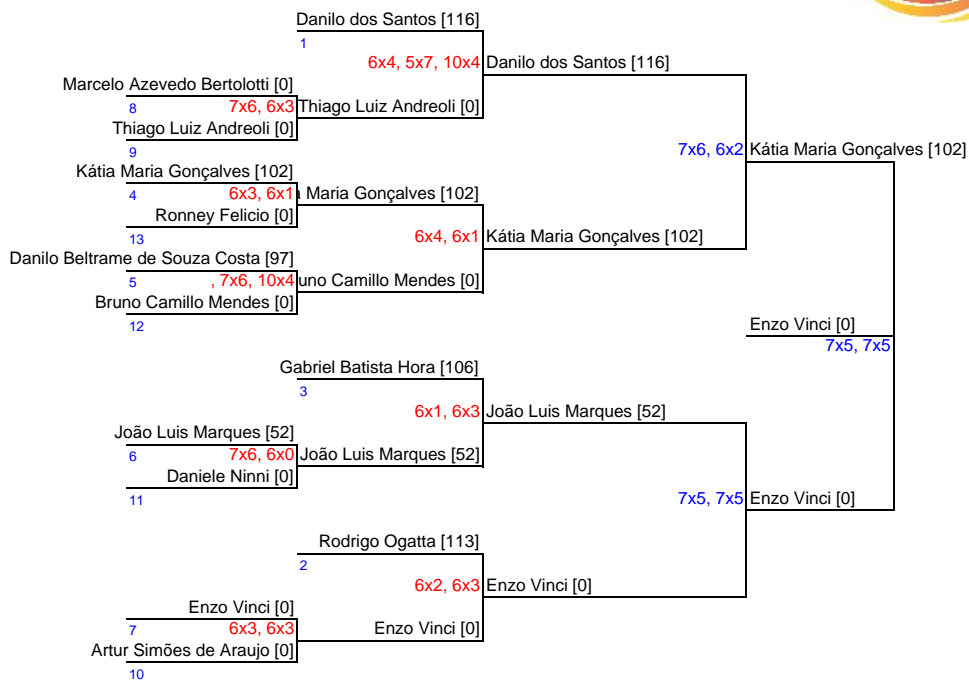 Danilo dos Santos [116]
1
6x4, 5x7, 10x4 Danilo dos Santos [116]
Marcelo Azevedo Bertolotti [0]
8 7x6, 6x3 Thiago Luiz Andreoli [0]
Thiago Luiz Andreoli [0]
9
7x6, 6x2 Kátia Maria Gonçalves [102]
Kátia Maria Gonçalves [102]
4 6x3, 6x1 Maria Gonçalves [102]
Ronney Felicio [0]
13
6x4, 6x1 Kátia Maria Gonçalves [102]
Danilo Beltrame de Souza Costa [97]
5 , 7x6, 10x4 uno Camillo Mendes [0]
Bruno Camillo Mendes [0]
12
Enzo Vinci [0]
7x5, 7x5
Gabriel Batista Hora [106]
3
6x1, 6x3 João Luis Marques [52]
João Luis Marques [52]
6 7x6, 6x0 João Luis Marques [52]
Daniele Ninni [0]
11
7x5, 7x5 Enzo Vinci [0]
Rodrigo Ogatta [113]
2
6x2, 6x3 Enzo Vinci [0]
Enzo Vinci [0]
7 6x3, 6x3 Enzo Vinci [0]
Artur Simões de Araujo [0]
10